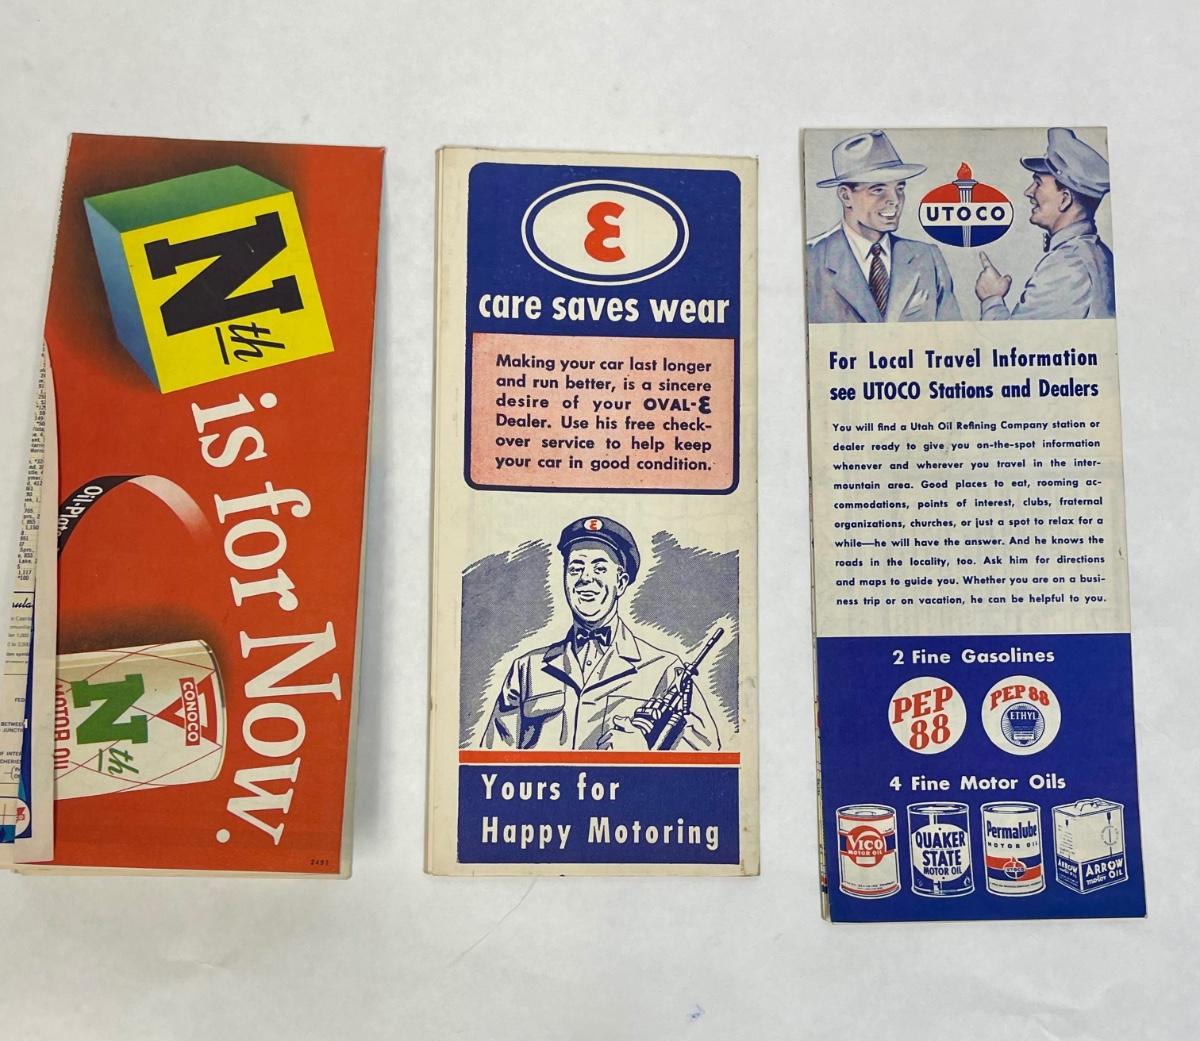 Nth
is for Now.
Oil-Plate
CONOCO
Nth
MOTOR OIL
2491
Ɛ
care saves wear
Making your car last longer
and run better, is a sincere
desire of your OVAL-Ɛ
Dealer. Use his free check-
over service to help keep
your car in good condition.
Ɛ
Yours for
Happy Motoring
UTOCO
For Local Travel Information
see UTOCO Stations and Dealers
You will find a Utah Oil Refining Company station or
dealer ready to give you on-the-spot information
whenever and wherever you travel in the inter-
mountain area. Good places to eat, rooming ac-
commodations, points of interest, clubs, fraternal
organizations, churches, or just a spot to relax for a
while—he will have the answer. And he knows the
roads in the locality, too. Ask him for directions
and maps to guide you. Whether you are on a busi-
ness trip or on vacation, he can be helpful to you.
2 Fine Gasolines
PEP
88
PEP 88
ETHYL
4 Fine Motor Oils
VICO
MOTOR OIL
QUAKER
STATE
MOTOR OIL
Permalube
MOTOR OIL
UTOCO
ARROW
ARROW
motor OIL